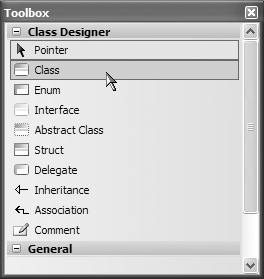 Toolbox
Class Designer
Pointer
Class
Enum
Interface
Abstract Class
Struct
Delegate
Inheritance
Association
Comment
General